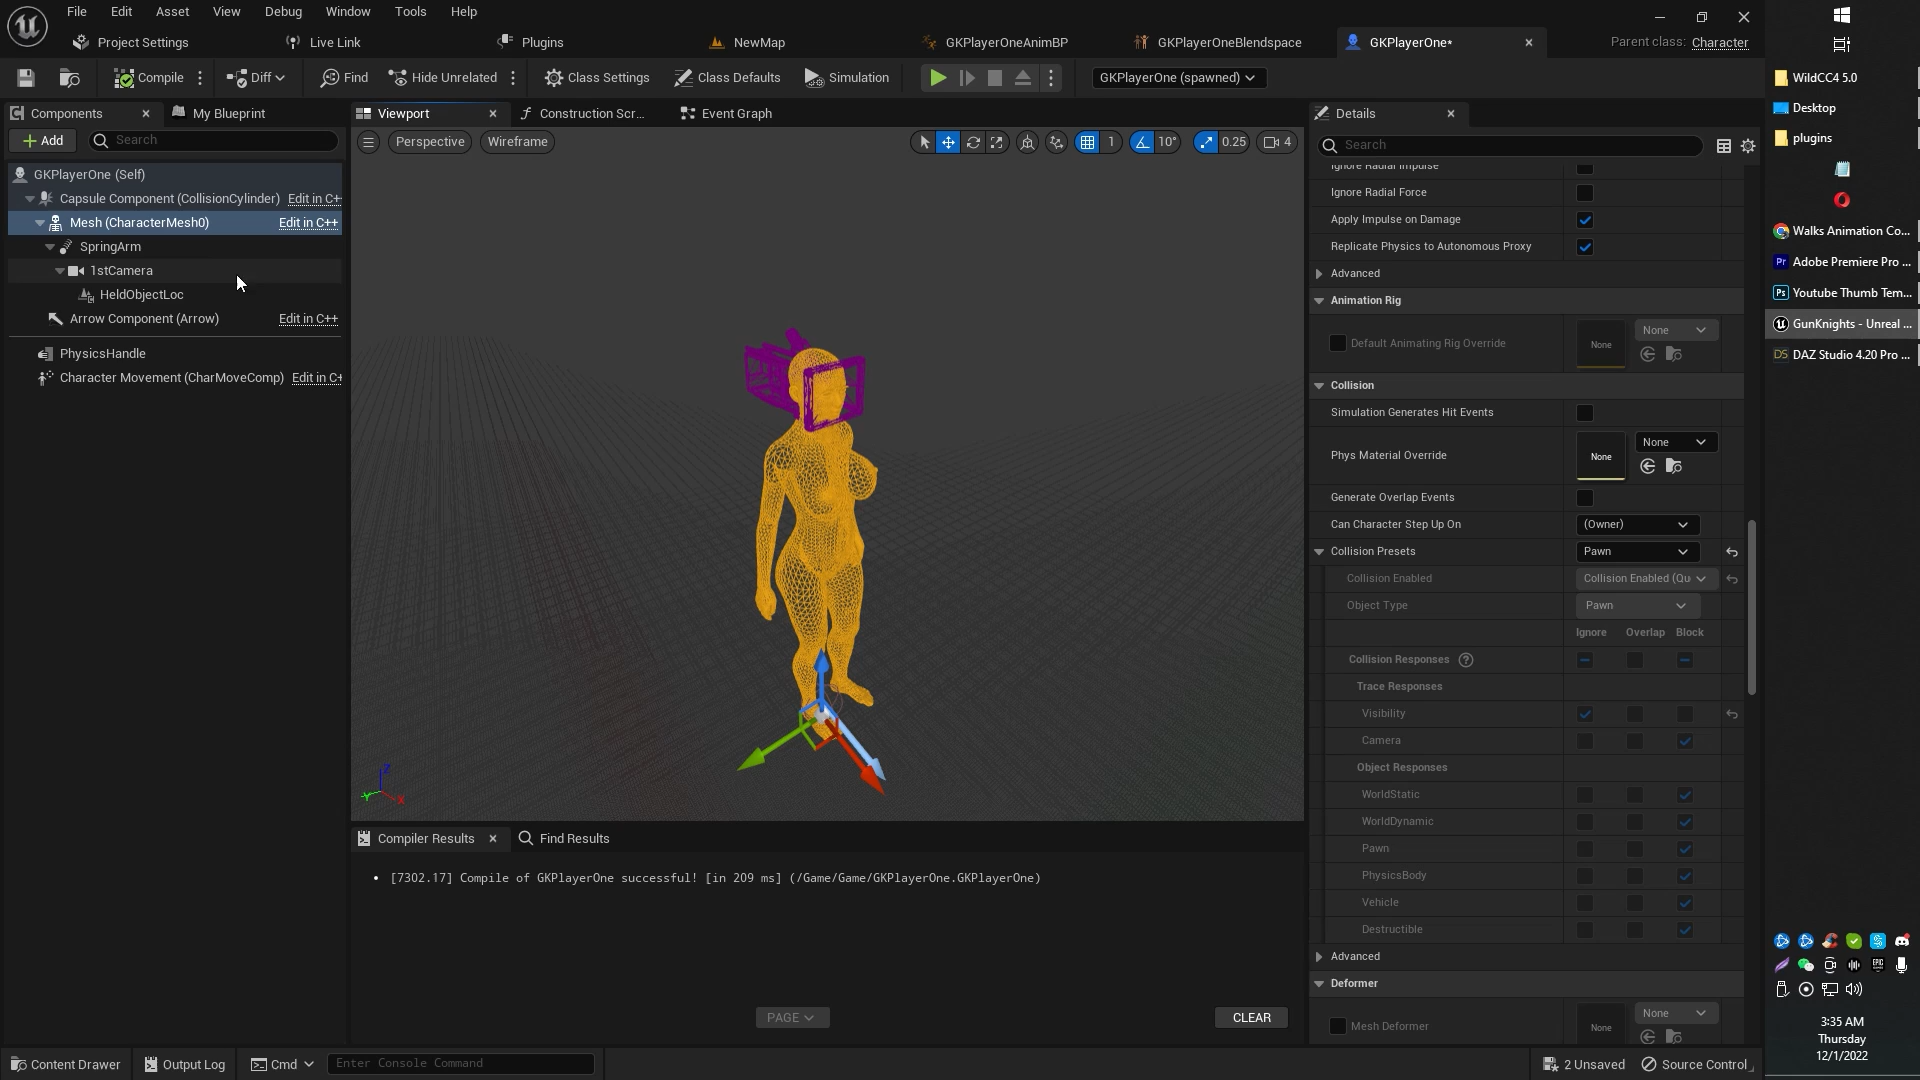 File Edit Asset View Debug Window Tools Help
Project Settings Live Link Plugins NewMap GKPlayerOneAnimBP GKPlayerOneBlendspace GKPlayerOne* Parent class: Character
Compile Diff Find Hide Unrelated Class Settings Class Defaults Simulation GKPlayerOne (spawned)
Components My Blueprint
Add Search
GKPlayerOne (Self)
Capsule Component (CollisionCylinder) Edit in C++
Mesh (CharacterMesh0) Edit in C++
SpringArm
1stCamera
HeldObjectLoc
Arrow Component (Arrow) Edit in C++
PhysicsHandle
Character Movement (CharMoveComp) Edit in C+
Viewport Construction Scr... Event Graph
Perspective Wireframe 1 10° 0.25 4
Z
Y
X
Compiler Results Find Results
[7302.17] Compile of GKPlayerOne successful! [in 209 ms] (/Game/Game/GKPlayerOne.GKPlayerOne)
PAGE CLEAR
Details
Search
Ignore Radial Impulse
Ignore Radial Force
Apply Impulse on Damage
Replicate Physics to Autonomous Proxy
Advanced
Animation Rig
Default Animating Rig Override None None
Collision
Simulation Generates Hit Events
Phys Material Override None None
Generate Overlap Events
Can Character Step Up On (Owner)
Collision Presets Pawn
Collision Enabled Collision Enabled (Qu
Object Type Pawn
Ignore Overlap Block
Collision Responses ?
Trace Responses
Visibility
Camera
Object Responses
WorldStatic
WorldDynamic
Pawn
PhysicsBody
Vehicle
Destructible
Advanced
Deformer
Mesh Deformer None None
Content Drawer Output Log Cmd Enter Console Command 2 Unsaved Source Control
WildCC4 5.0
Desktop
plugins
Walks Animation Co...
Pr Adobe Premiere Pro ...
Ps Youtube Thumb Tem...
GunKnights - Unreal ...
DS DAZ Studio 4.20 Pro ...
EPIC
3:35 AM
Thursday
12/1/2022